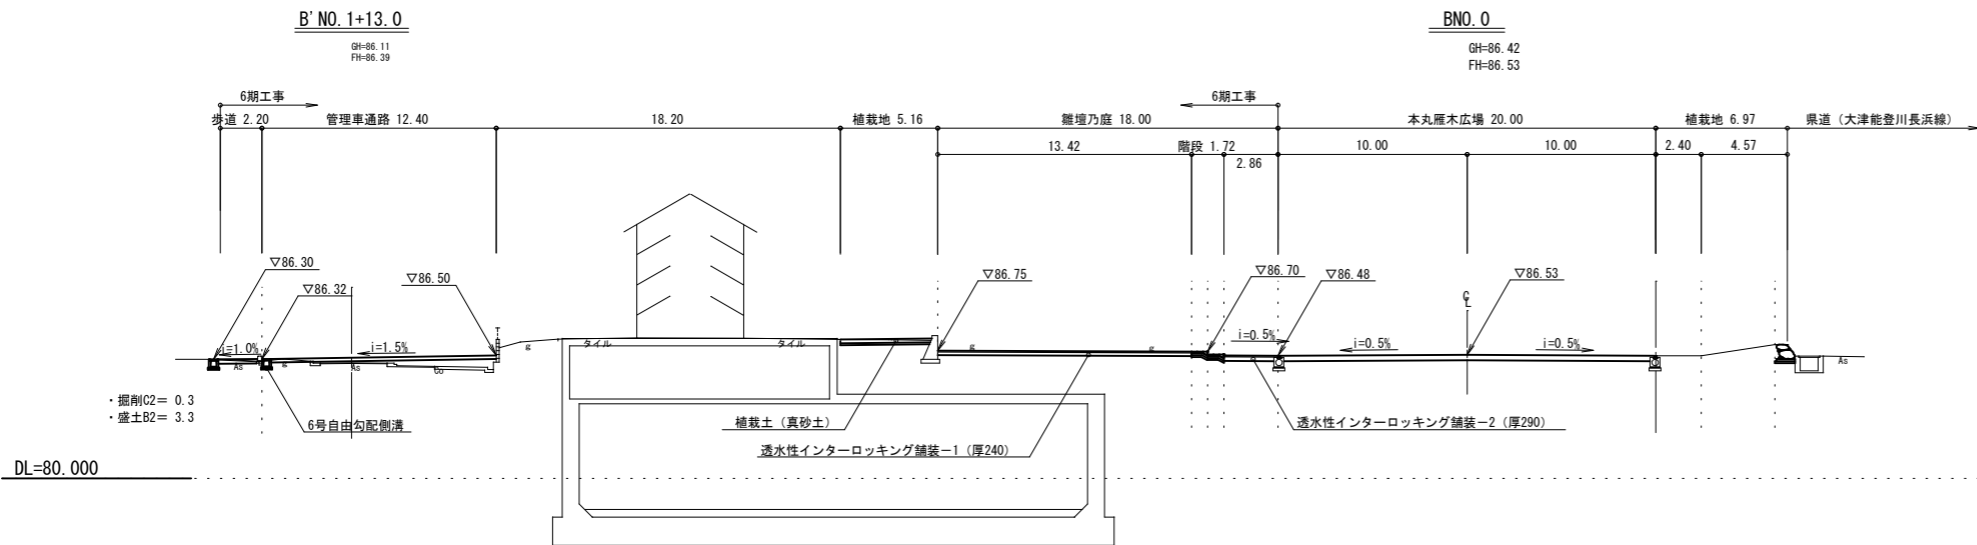 B'NO.1+13.0
GH=86.11
FH=86.39
BNO.0
GH=86.42
FH=86.53
6期工事
6期工事
歩道 2.20
管理車通路 12.40
18.20
植栽地 5.16
雛壇乃庭 18.00
本丸雁木広場 20.00
植栽地 6.97
県道（大津能登川長浜線）
13.42
階段 1.72
2.86
10.00
10.00
2.40
4.57
▽86.30
▽86.32
▽86.50
▽86.75
▽86.70
▽86.48
▽86.53
CL
i=1.0%
i=1.5%
i=0.5%
i=0.5%
i=0.5%
タイル
タイル
g
g
g
g
g
As
As
Co
As
・掘削C2= 0.3
・盛土B2= 3.3
6号自由勾配側溝
植栽土（真砂土）
透水性インターロッキング舗装－1（厚240）
透水性インターロッキング舗装－2（厚290）
DL=80.000